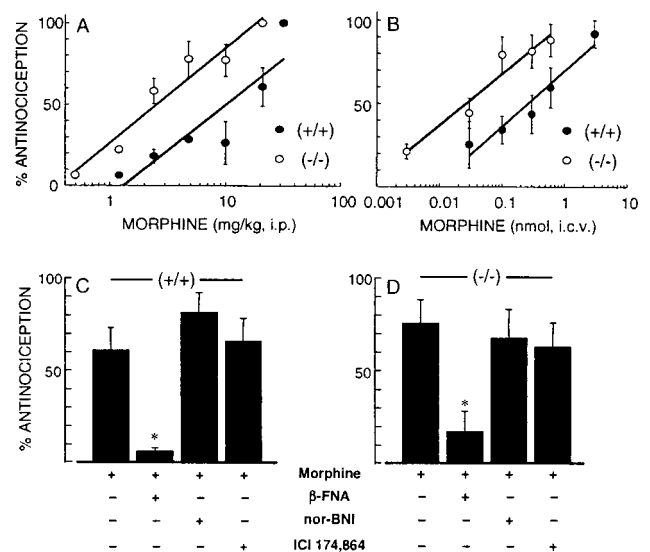 % ANTINOCICEPTION
100
50
0
A
(+/+)
(-/-)
.1
1
10
100
MORPHINE (mg/kg, i.p.)
100
50
B
(+/+)
(-/-)
0.001
0.01
0.1
1
10
MORPHINE (nmol, i.c.v.)
% ANTINOCICEPTION
100
50
C
(+/+)
*
100
50
D
(-/-)
*
+ + + + Morphine + + + +
− + − − β-FNA − + − −
− − + − nor-BNI − − + −
− − − + ICI 174,864 − − − +